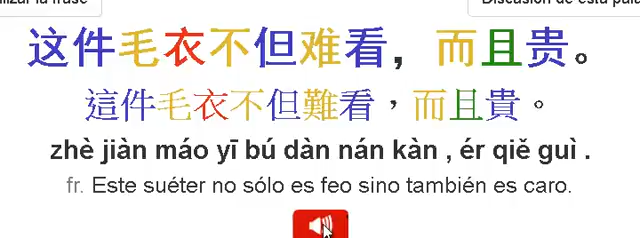 这件毛衣不但难看，而且贵。
這件毛衣不但難看，而且貴。
zhè jiàn máo yī bú dàn nán kàn , ér qiě guì .
fr. Este suéter no sólo es feo sino también es caro.